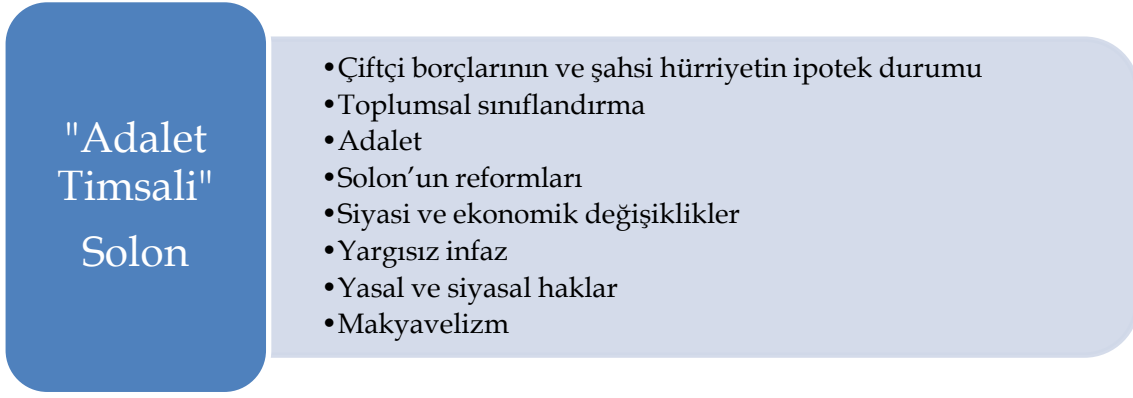 "Adalet
Timsali"
Solon
•Çiftçi borçlarının ve şahsi hürriyetin ipotek durumu
•Toplumsal sınıflandırma
•Adalet
•Solon’un reformları
•Siyasi ve ekonomik değişiklikler
•Yargısız infaz
•Yasal ve siyasal haklar
•Makyavelizm